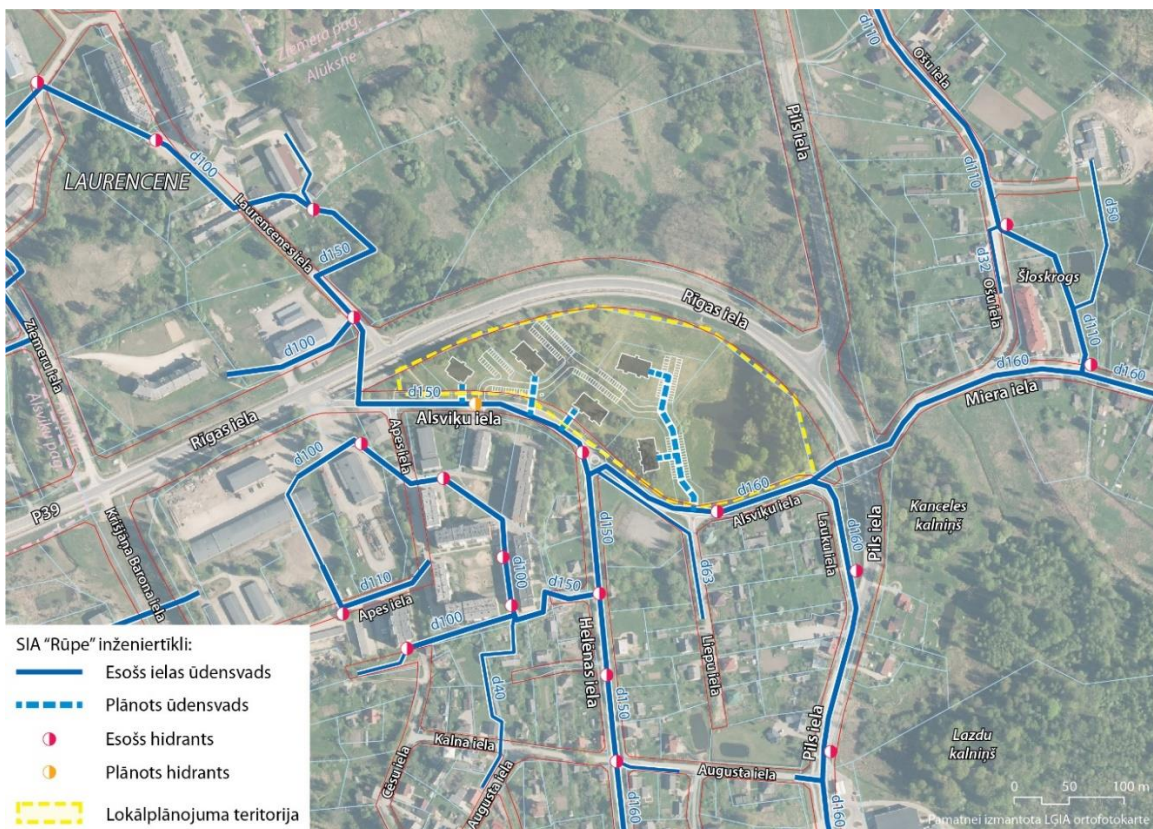 Ziemera pag.
Alūksne
d110
Ošu iela
Pils iela
d100
LAURENCENE
d110
d50
Laurencenes iela
d150
d32
Ošu iela
Šloskrogs
Rīgas iela
d110
Ziemeru iela
d100
d160
d160
Miera iela
Alūksne
Alsviķu pag.
d150
Alsviķu iela
Rīgas iela
Apes iela
d100
d160
Alsviķu iela
Kanceles
kalniņš
P39
Krišjāņa Barona iela
d150
Lauku iela
d160
Pils iela
d63
d100
d110
d150
Apes iela
d100
Helēnas iela
Liepu iela
SIA "Rūpe" inženiertīkli:
Esošs ielas ūdensvads
Plānots ūdensvads
Esošs hidrants
Plānots hidrants
Lokālplānojuma teritorija
d40
d150
Kalna iela
Cēsu iela
Augusta iela
Augusta iela
Pils iela
Lazdu
kalniņš
d160
d160
0 50 100 m
Pamatnei izmantota LGIA ortofotokarte